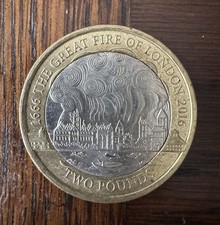 1666 THE GREAT FIRE OF LONDON 2016
TWO POUNDS